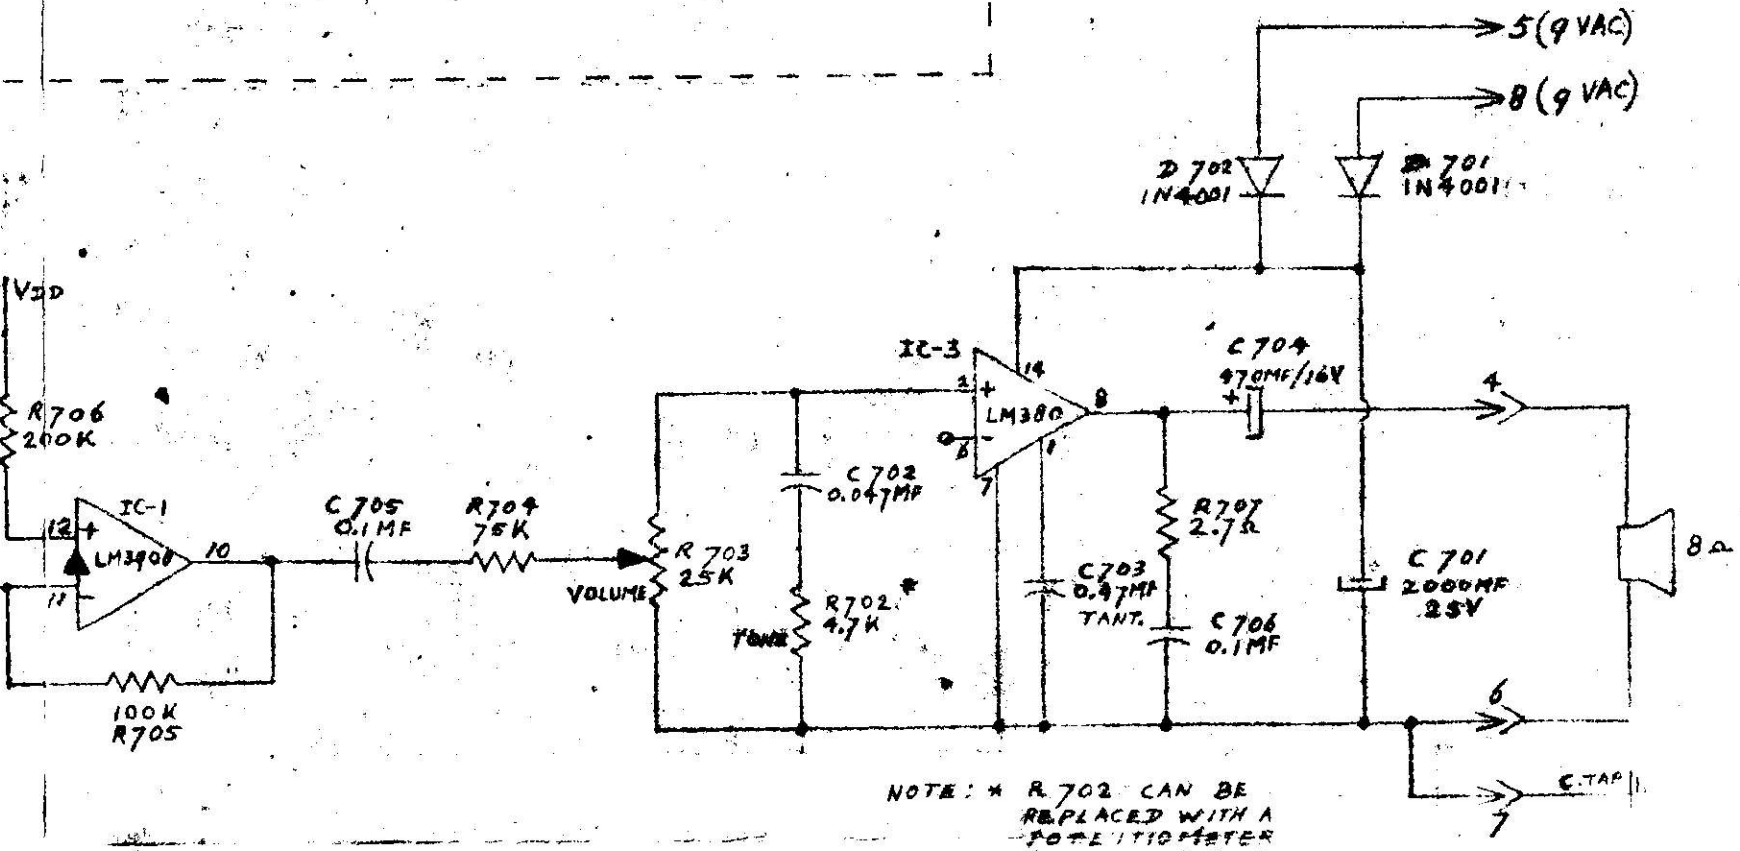 5 (9 VAC)
8 (9 VAC)
D 702
1N4001
D 701
1N4001
VDD
IC-3
14
2
+
LM380
8
-
6
7
1
C 704
470MF/16V
+
4
R706
200K
IC-1
12
+
LM3900
10
11
-
C 705
0.1MF
R704
75K
VOLUME
R 703
25K
C 702
0.047MF
R702 *
4.7K
TONE
C703
0.47MF
TANT.
R707
2.7Ω
C 706
0.1MF
C 701
2000MF
25V
8Ω
100K
R705
6
C.TAP
7
NOTE: * R 702 CAN BE
REPLACED WITH A